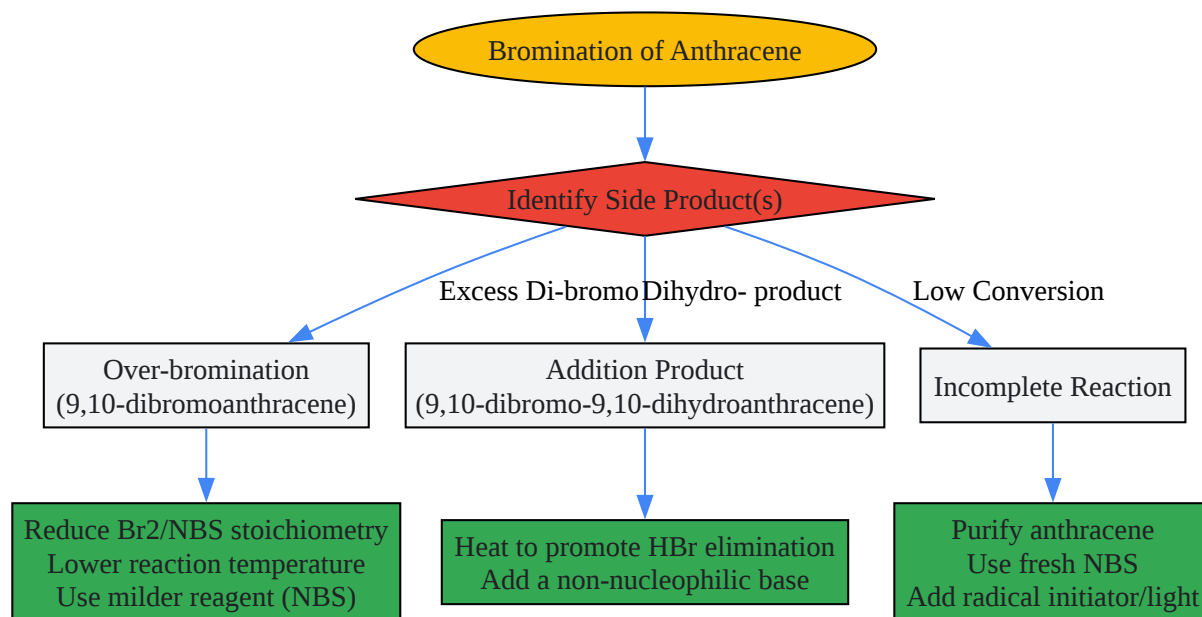 Bromination of Anthracene
Identify Side Product(s)
Excess Di-bromo
Dihydro- product
Low Conversion
Over-bromination
(9,10-dibromoanthracene)
Addition Product
(9,10-dibromo-9,10-dihydroanthracene)
Incomplete Reaction
Reduce Br2/NBS stoichiometry
Lower reaction temperature
Use milder reagent (NBS)
Heat to promote HBr elimination
Add a non-nucleophilic base
Purify anthracene
Use fresh NBS
Add radical initiator/light